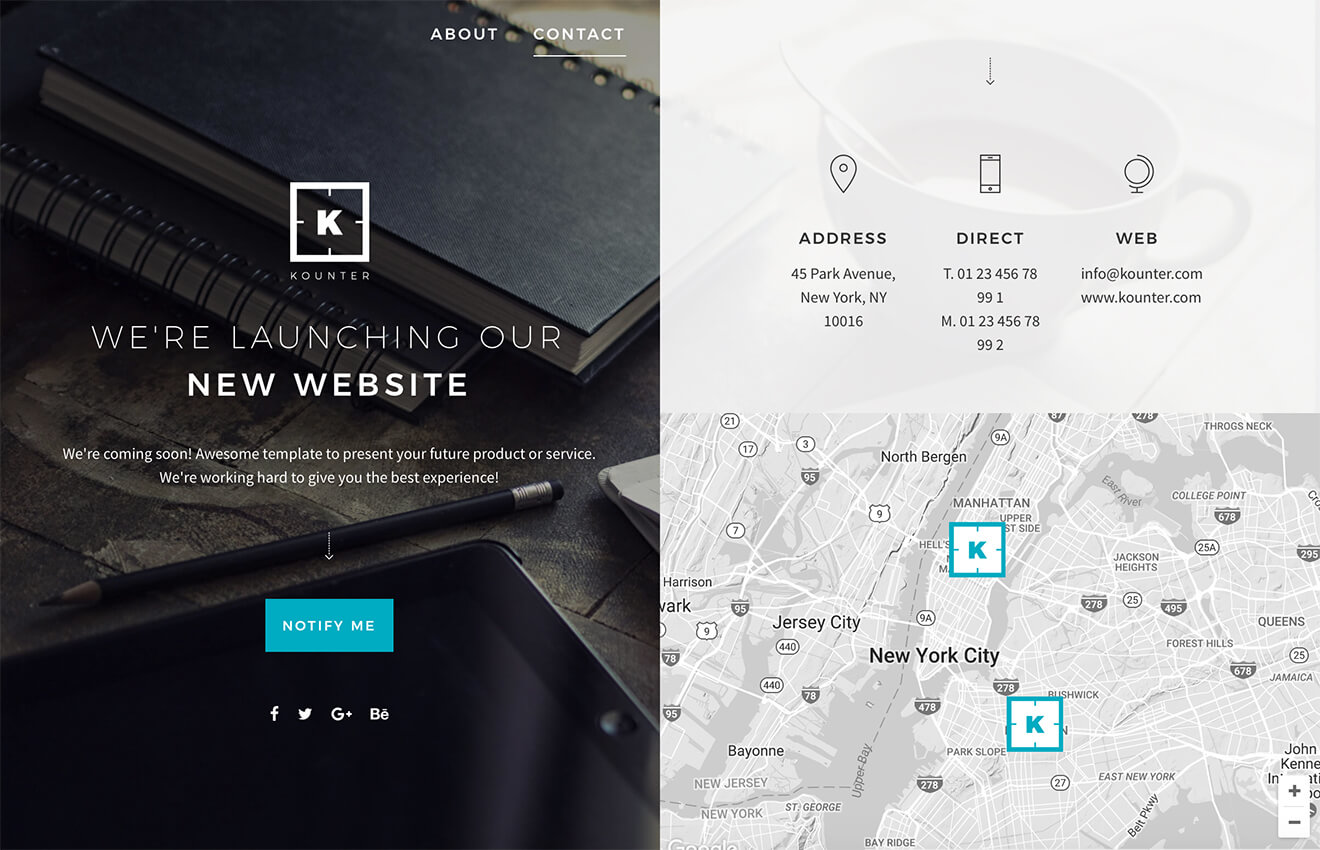 ABOUT CONTACT
K
KOUNTER
WE'RE LAUNCHING OUR
NEW WEBSITE
We're coming soon! Awesome template to present your future product or service.
We're working hard to give you the best experience!
NOTIFY ME
f G+ Bē
ADDRESS
45 Park Avenue,
New York, NY
10016
DIRECT
T. 01 23 456 78
99 1
M. 01 23 456 78
99 2
WEB
info@kounter.com
www.kounter.com
21
87
278
THROGS NECK
17
3
9A
North Bergen
95
East River
COLLEGE POINT
MANHATTAN
9
678
UPPER
ST SIDE
7
HELL'S
K
25A
295
JACKSON
HEIGHTS
Harrison
wark
95
278
25
495
9A
Jersey City
QUEENS
9
440
FOREST HILLS
New York City
25
78
678
JAMAICA
440
278
78
BUSHWICK
478
95
K
Bayonne
PARK SLOPE
John
Kenne
Upper Bay
NEW JERSEY
278
27
EAST NEW YORK
+
ST. GEORGE
NEW YORK
Belt Pkwy
−
BAY RIDGE
Google